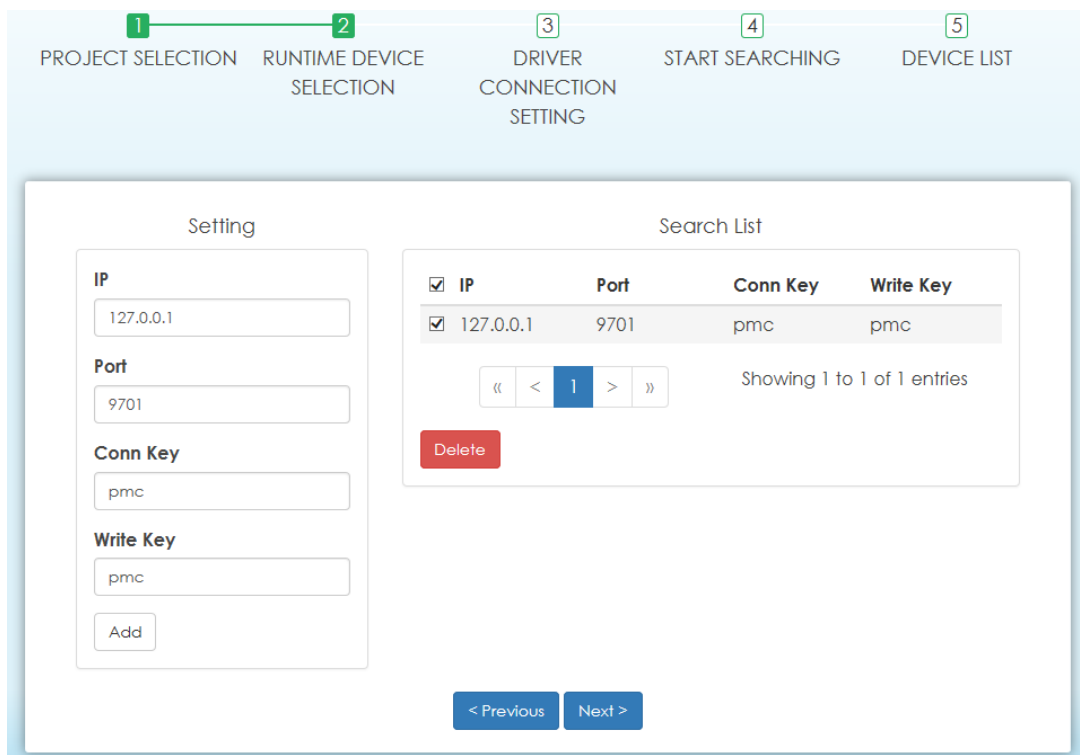 1 2 3 4 5
PROJECT SELECTION RUNTIME DEVICE SELECTION DRIVER CONNECTION SETTING START SEARCHING DEVICE LIST
Setting
IP
127.0.0.1
Port
9701
Conn Key
pmc
Write Key
pmc
Add
Search List
IP Port Conn Key Write Key
127.0.0.1 9701 pmc pmc
« < 1 > »
Showing 1 to 1 of 1 entries
Delete
< Previous Next >